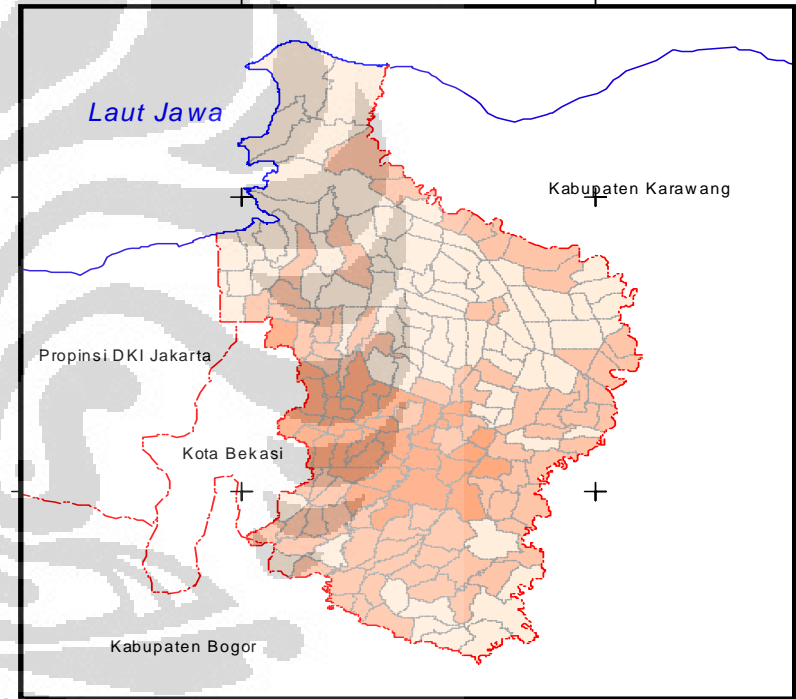 Laut Jawa
Kabupaten Karawang
Propinsi DKI Jakarta
Kota Bekasi
Kabupaten Bogor